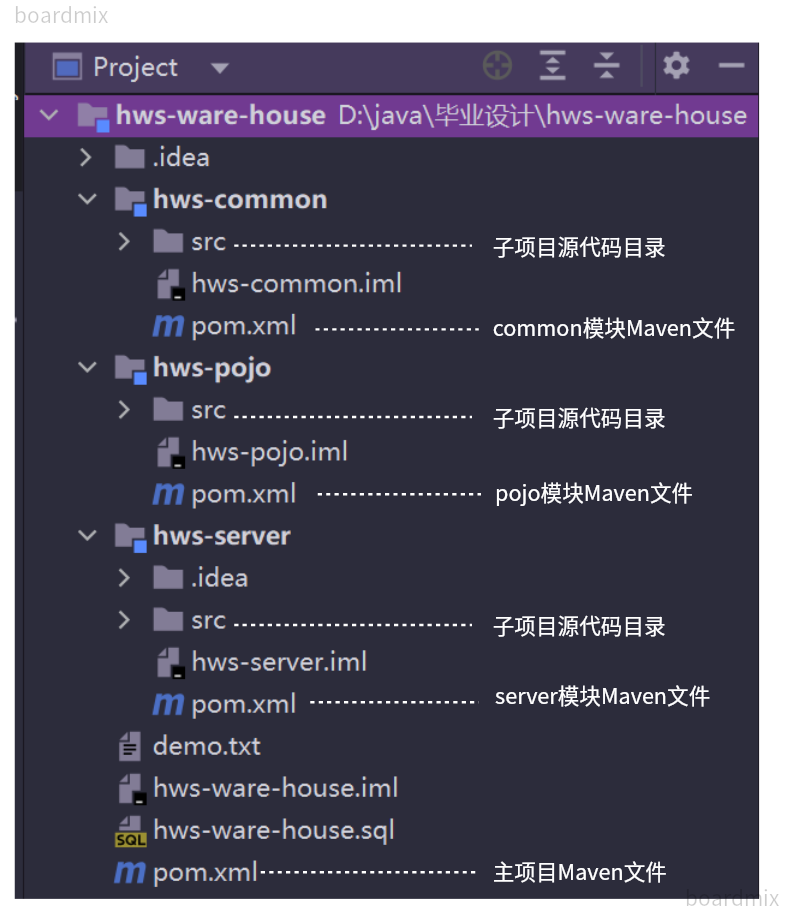 boardmix
Project
hws-ware-house D:\java\毕业设计\hws-ware-house
.idea
hws-common
src 子项目源代码目录
hws-common.iml
m pom.xml common模块Maven文件
hws-pojo
src 子项目源代码目录
hws-pojo.iml
m pom.xml pojo模块Maven文件
hws-server
.idea
src 子项目源代码目录
hws-server.iml
m pom.xml server模块Maven文件
demo.txt
hws-ware-house.iml
SQL hws-ware-house.sql
m pom.xml 主项目Maven文件
boardmix